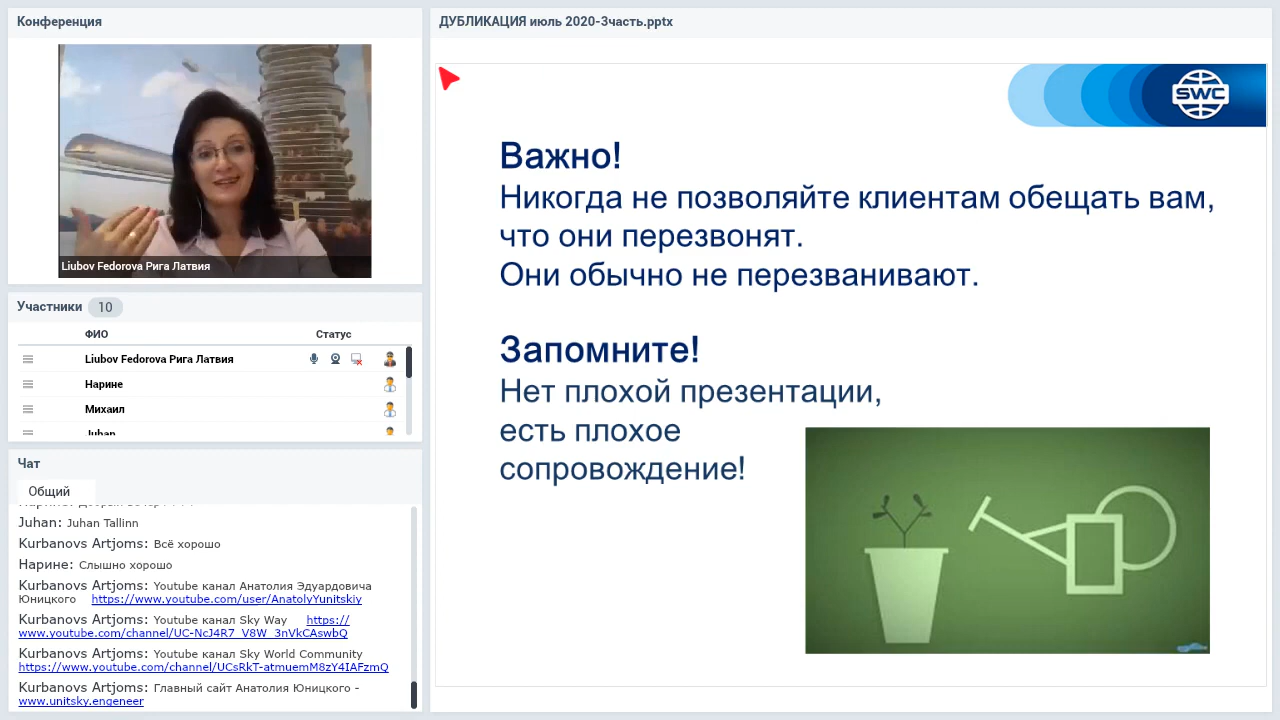 Конференция
Liubov Fedorova Рига Латвия
Участники 10
ФИО Статус
Liubov Fedorova Рига Латвия
Нарине
Михаил
Juhan
Чат
Общий
Juhan: Juhan Tallinn
Kurbanovs Artjoms: Всё хорошо
Нарине: Слышно хорошо
Kurbanovs Artjoms: Youtube канал Анатолия Эдуардовича
Юницкого https://www.youtube.com/user/AnatolyYunitskiy
Kurbanovs Artjoms: Youtube канал Sky Way https://
www.youtube.com/channel/UC-NcJ4R7_V8W_3nVkCAswbQ
Kurbanovs Artjoms: Youtube канал Sky World Community
https://www.youtube.com/channel/UCsRkT-atmuemM8zY4IAFzmQ
Kurbanovs Artjoms: Главный сайт Анатолия Юницкого -
www.unitsky.engeneer
ДУБЛИКАЦИЯ июль 2020-3часть.pptx
SWC
Важно!
Никогда не позволяйте клиентам обещать вам,
что они перезвонят.
Они обычно не перезванивают.
Запомните!
Нет плохой презентации,
есть плохое
сопровождение!